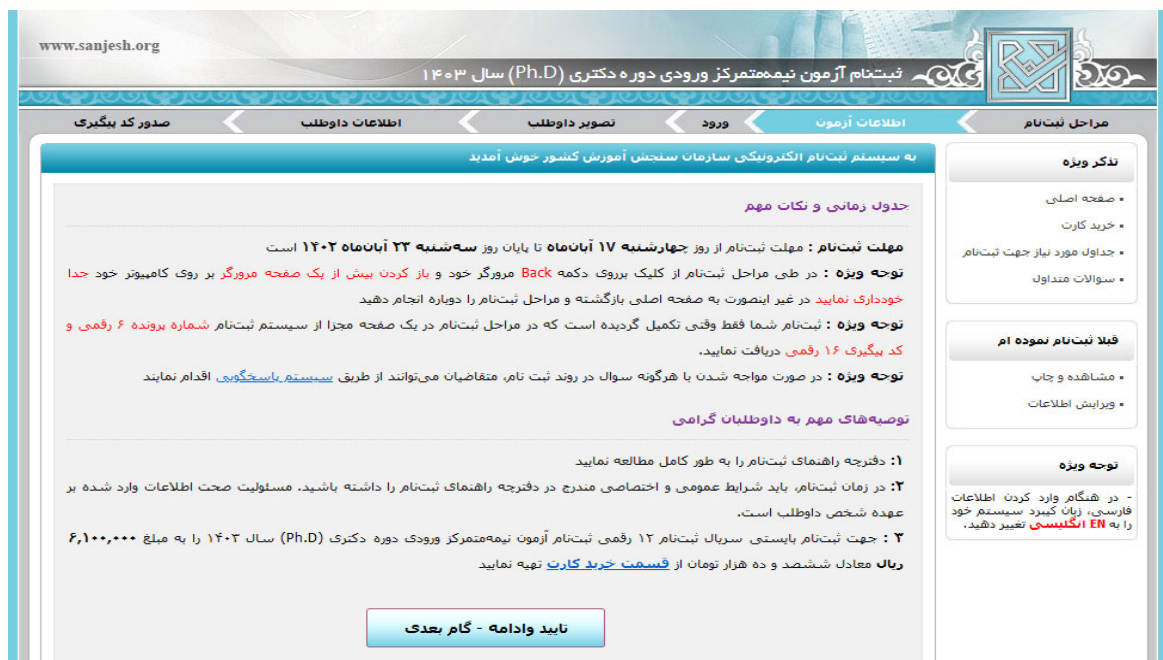 www.sanjesh.org
ثبت‌نام آزمون نیمه‌متمرکز ورودی دوره دکتری (Ph.D) سال ۱۴۰۳
مراحل ثبت‌نام
اطلاعات آزمون
ورود
تصویر داوطلب
اطلاعات داوطلب
صدور کد پیگیری
تذکر ویژه
صفحه اصلی
خرید کارت
جداول مورد نیاز جهت ثبت‌نام
سوالات متداول
قبلا ثبت‌نام نموده ام
مشاهده و چاپ
ویرایش اطلاعات
توجه ویژه
- در هنگام وارد کردن اطلاعات
فارسی، زبان کیبرد سیستم خود
را به EN انگلیسی تغییر دهید.
به سیستم ثبت‌نام الکترونیکی سازمان سنجش آموزش کشور خوش آمدید
جدول زمانی و نکات مهم
مهلت ثبت‌نام : مهلت ثبت‌نام از روز چهارشنبه ۱۷ آبان‌ماه تا پایان روز سه‌شنبه ۲۳ آبان‌ماه ۱۴۰۲ است
توجه ویژه : در طی مراحل ثبت‌نام از کلیک برروی دکمه Back مرورگر خود و باز کردن بیش از یک صفحه مرورگر بر روی کامپیوتر خود جدا
خودداری نمایید در غیر اینصورت به صفحه اصلی بازگشته و مراحل ثبت‌نام را دوباره انجام دهید
توجه ویژه : ثبت‌نام شما فقط وقتی تکمیل گردیده است که در مراحل ثبت‌نام در یک صفحه مجزا از سیستم ثبت‌نام شماره پرونده ۶ رقمی و
کد پیگیری ۱۶ رقمی دریافت نمایید.
توجه ویژه : در صورت مواجه شدن با هرگونه سوال در روند ثبت نام، متقاضیان می‌توانند از طریق سیستم پاسخگویی اقدام نمایند
توصیه‌های مهم به داوطلبان گرامی
۱: دفترچه راهنمای ثبت‌نام را به طور کامل مطالعه نمایید
۲: در زمان ثبت‌نام، باید شرایط عمومی و اختصاصی مندرج در دفترچه راهنمای ثبت‌نام را داشته باشید. مسئولیت صحت اطلاعات وارد شده بر
عهده شخص داوطلب است.
۳ : جهت ثبت‌نام بایستی سریال ثبت‌نام ۱۲ رقمی ثبت‌نام آزمون نیمه‌متمرکز ورودی دوره دکتری (Ph.D) سال ۱۴۰۳ را به مبلغ ۶,۱۰۰,۰۰۰
ریال معادل ششصد و ده هزار تومان از قسمت خرید کارت تهیه نمایید
تایید وادامه - گام بعدی